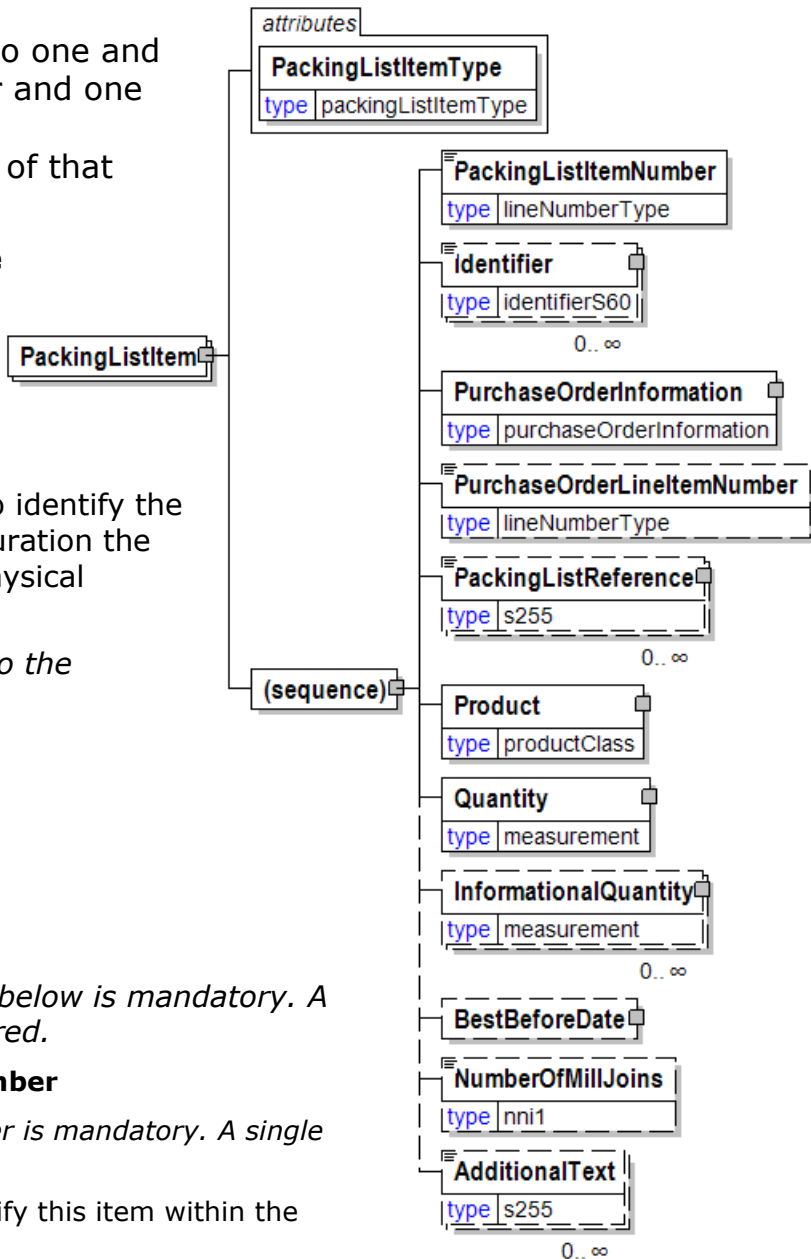 attributes
PackingListItemType
type packingListItemType
o one and
r and one
of that
e
PackingListItem
o identify the
uration the
hysical
o the
(sequence)
below is mandatory. A
red.
mber
er is mandatory. A single
ify this item within the
PackingListItemNumber
type lineNumberType
Identifier
type identifierS60
0.. ∞
PurchaseOrderInformation
type purchaseOrderInformation
PurchaseOrderLineItemNumber
type lineNumberType
PackingListReference
type s255
0.. ∞
Product
type productClass
Quantity
type measurement
InformationalQuantity
type measurement
0.. ∞
BestBeforeDate
NumberOfMillJoins
type nni1
AdditionalText
type s255
0.. ∞